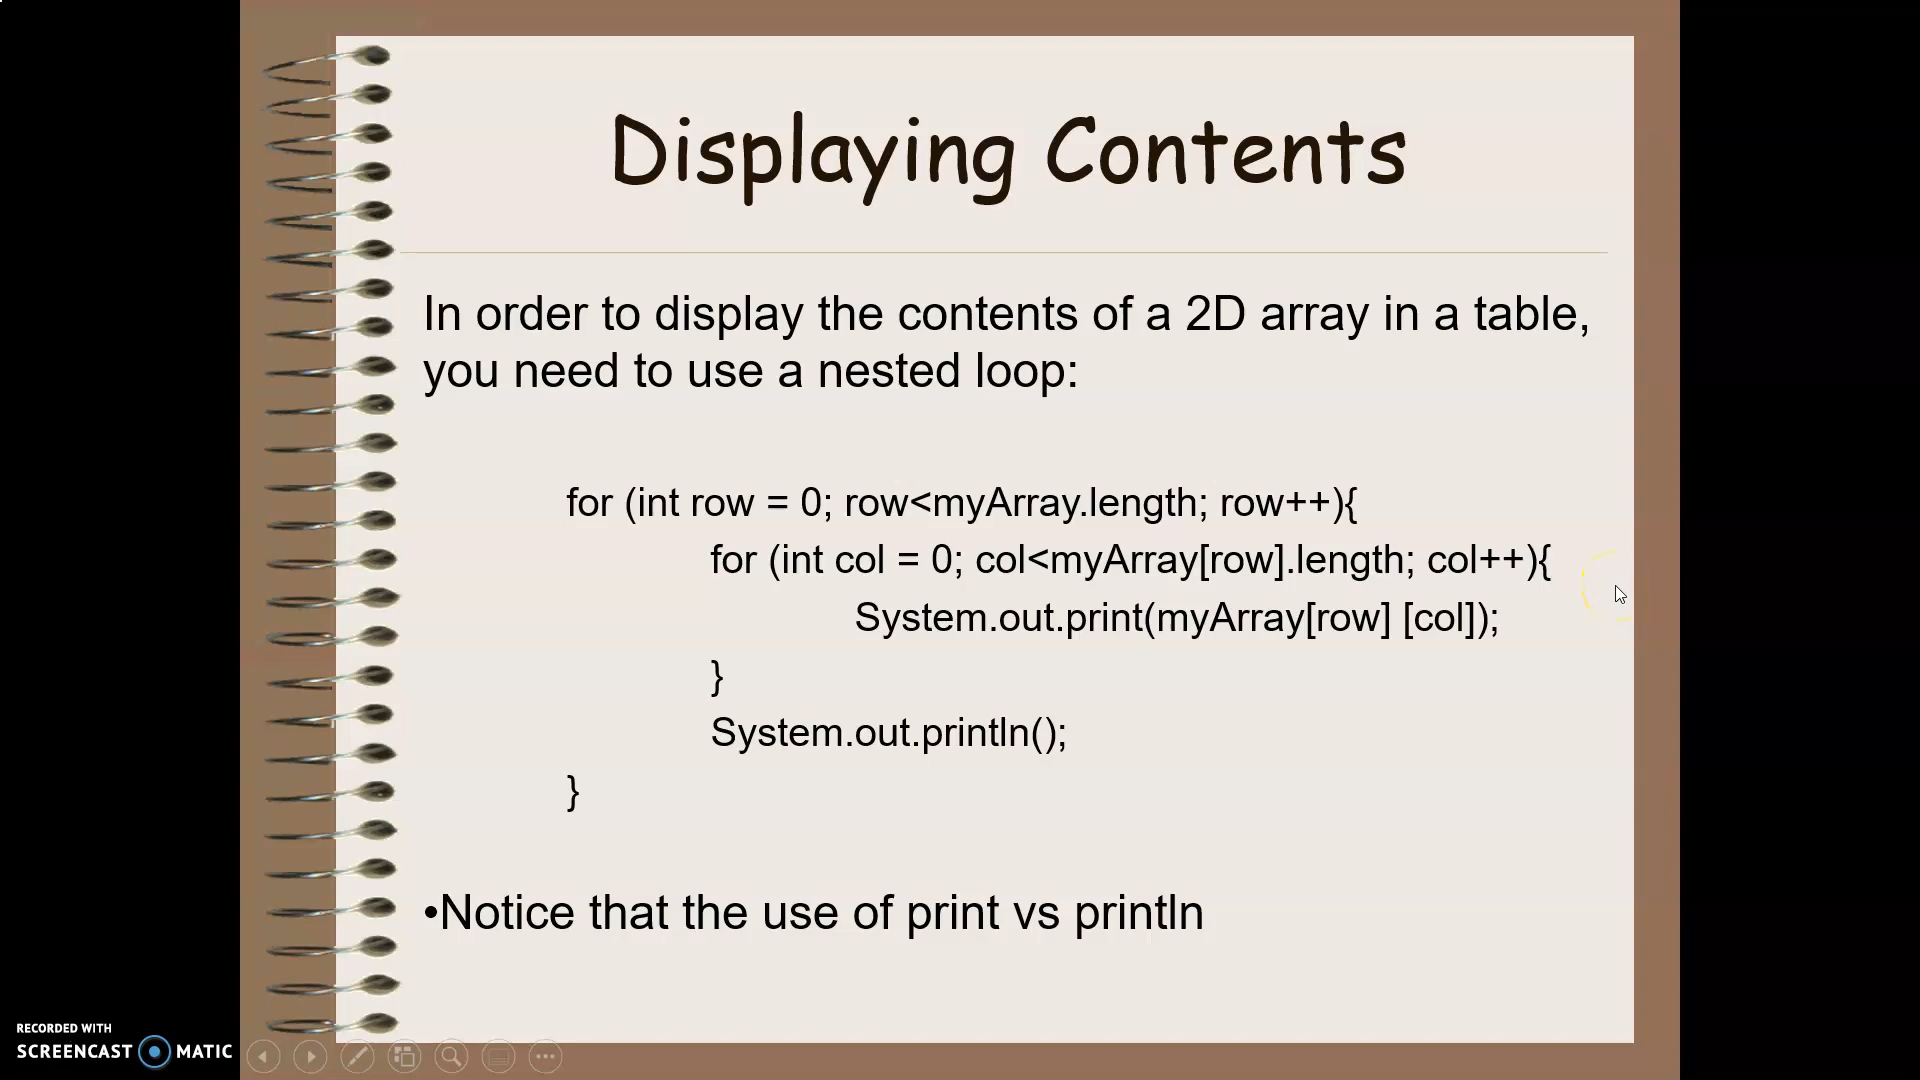 Displaying Contents
In order to display the contents of a 2D array in a table,
you need to use a nested loop:
for (int row = 0; row<myArray.length; row++){
for (int col = 0; col<myArray[row].length; col++){
System.out.print(myArray[row] [col]);
}
System.out.println();
}
•Notice that the use of print vs println
RECORDED WITH
SCREENCAST MATIC